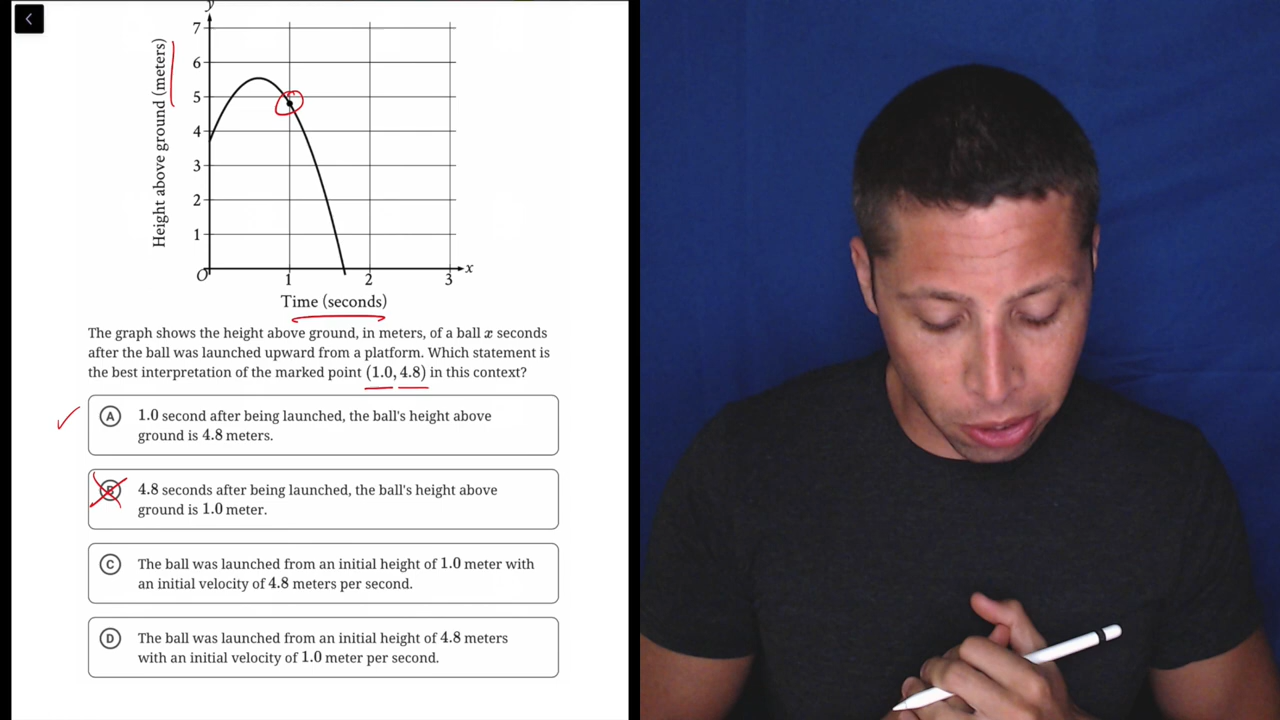 y
7
6
5
4
3
2
1
O
1
2
3
x
Height above ground (meters)
Time (seconds)
The graph shows the height above ground, in meters, of a ball x seconds
after the ball was launched upward from a platform. Which statement is
the best interpretation of the marked point (1.0, 4.8) in this context?
A
1.0 second after being launched, the ball's height above
ground is 4.8 meters.
B
4.8 seconds after being launched, the ball's height above
ground is 1.0 meter.
C
The ball was launched from an initial height of 1.0 meter with
an initial velocity of 4.8 meters per second.
D
The ball was launched from an initial height of 4.8 meters
with an initial velocity of 1.0 meter per second.